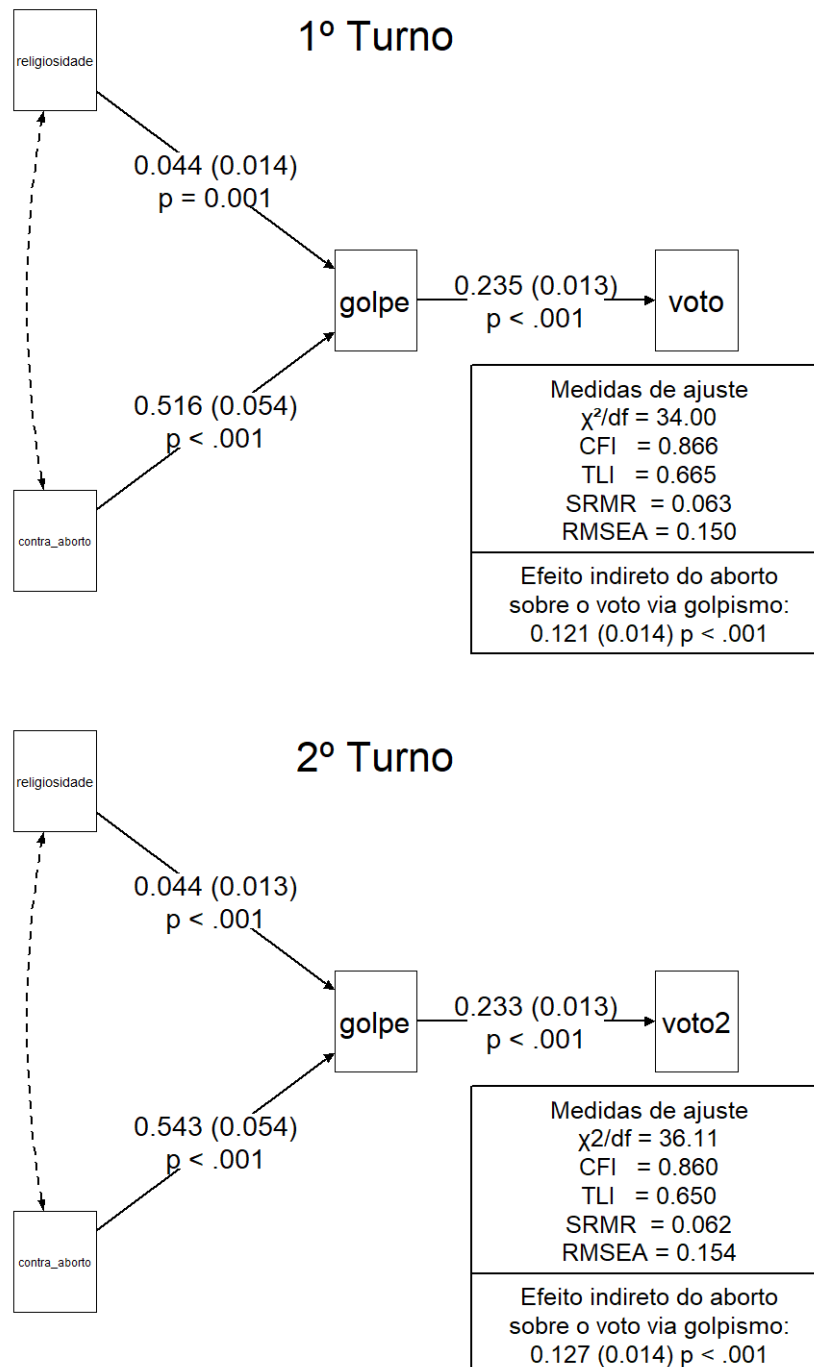 1º Turno
religiosidade
0.044 (0.014)
p = 0.001
golpe
0.235 (0.013)
p < .001
voto
0.516 (0.054)
p < .001
contra_aborto
Medidas de ajuste
χ²/df = 34.00
CFI = 0.866
TLI = 0.665
SRMR = 0.063
RMSEA = 0.150
Efeito indireto do aborto
sobre o voto via golpismo:
0.121 (0.014) p < .001
2º Turno
religiosidade
0.044 (0.013)
p < .001
golpe
0.233 (0.013)
p < .001
voto2
0.543 (0.054)
p < .001
contra_aborto
Medidas de ajuste
χ2/df = 36.11
CFI = 0.860
TLI = 0.650
SRMR = 0.062
RMSEA = 0.154
Efeito indireto do aborto
sobre o voto via golpismo:
0.127 (0.014) p < .001